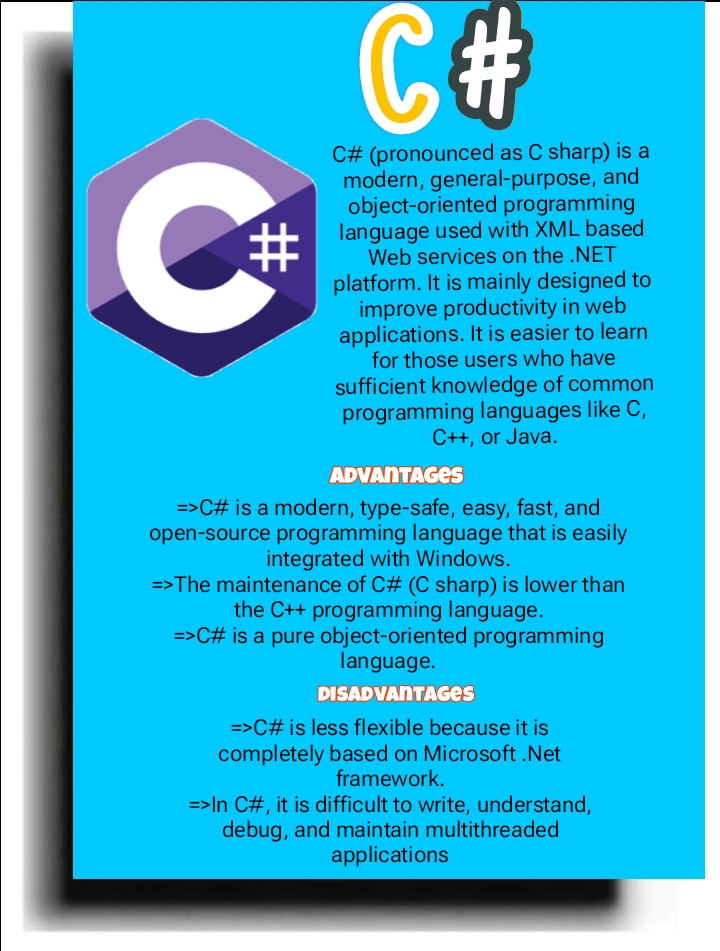 C#
C#
C# (pronounced as C sharp) is a
modern, general-purpose, and
object-oriented programming
language used with XML based
Web services on the .NET
platform. It is mainly designed to
improve productivity in web
applications. It is easier to learn
for those users who have
sufficient knowledge of common
programming languages like C,
C++, or Java.
ADVANTAGES
=>C# is a modern, type-safe, easy, fast, and
open-source programming language that is easily
integrated with Windows.
=>The maintenance of C# (C sharp) is lower than
the C++ programming language.
=>C# is a pure object-oriented programming
language.
DISADVANTAGES
=>C# is less flexible because it is
completely based on Microsoft .Net
framework.
=>In C#, it is difficult to write, understand,
debug, and maintain multithreaded
applications